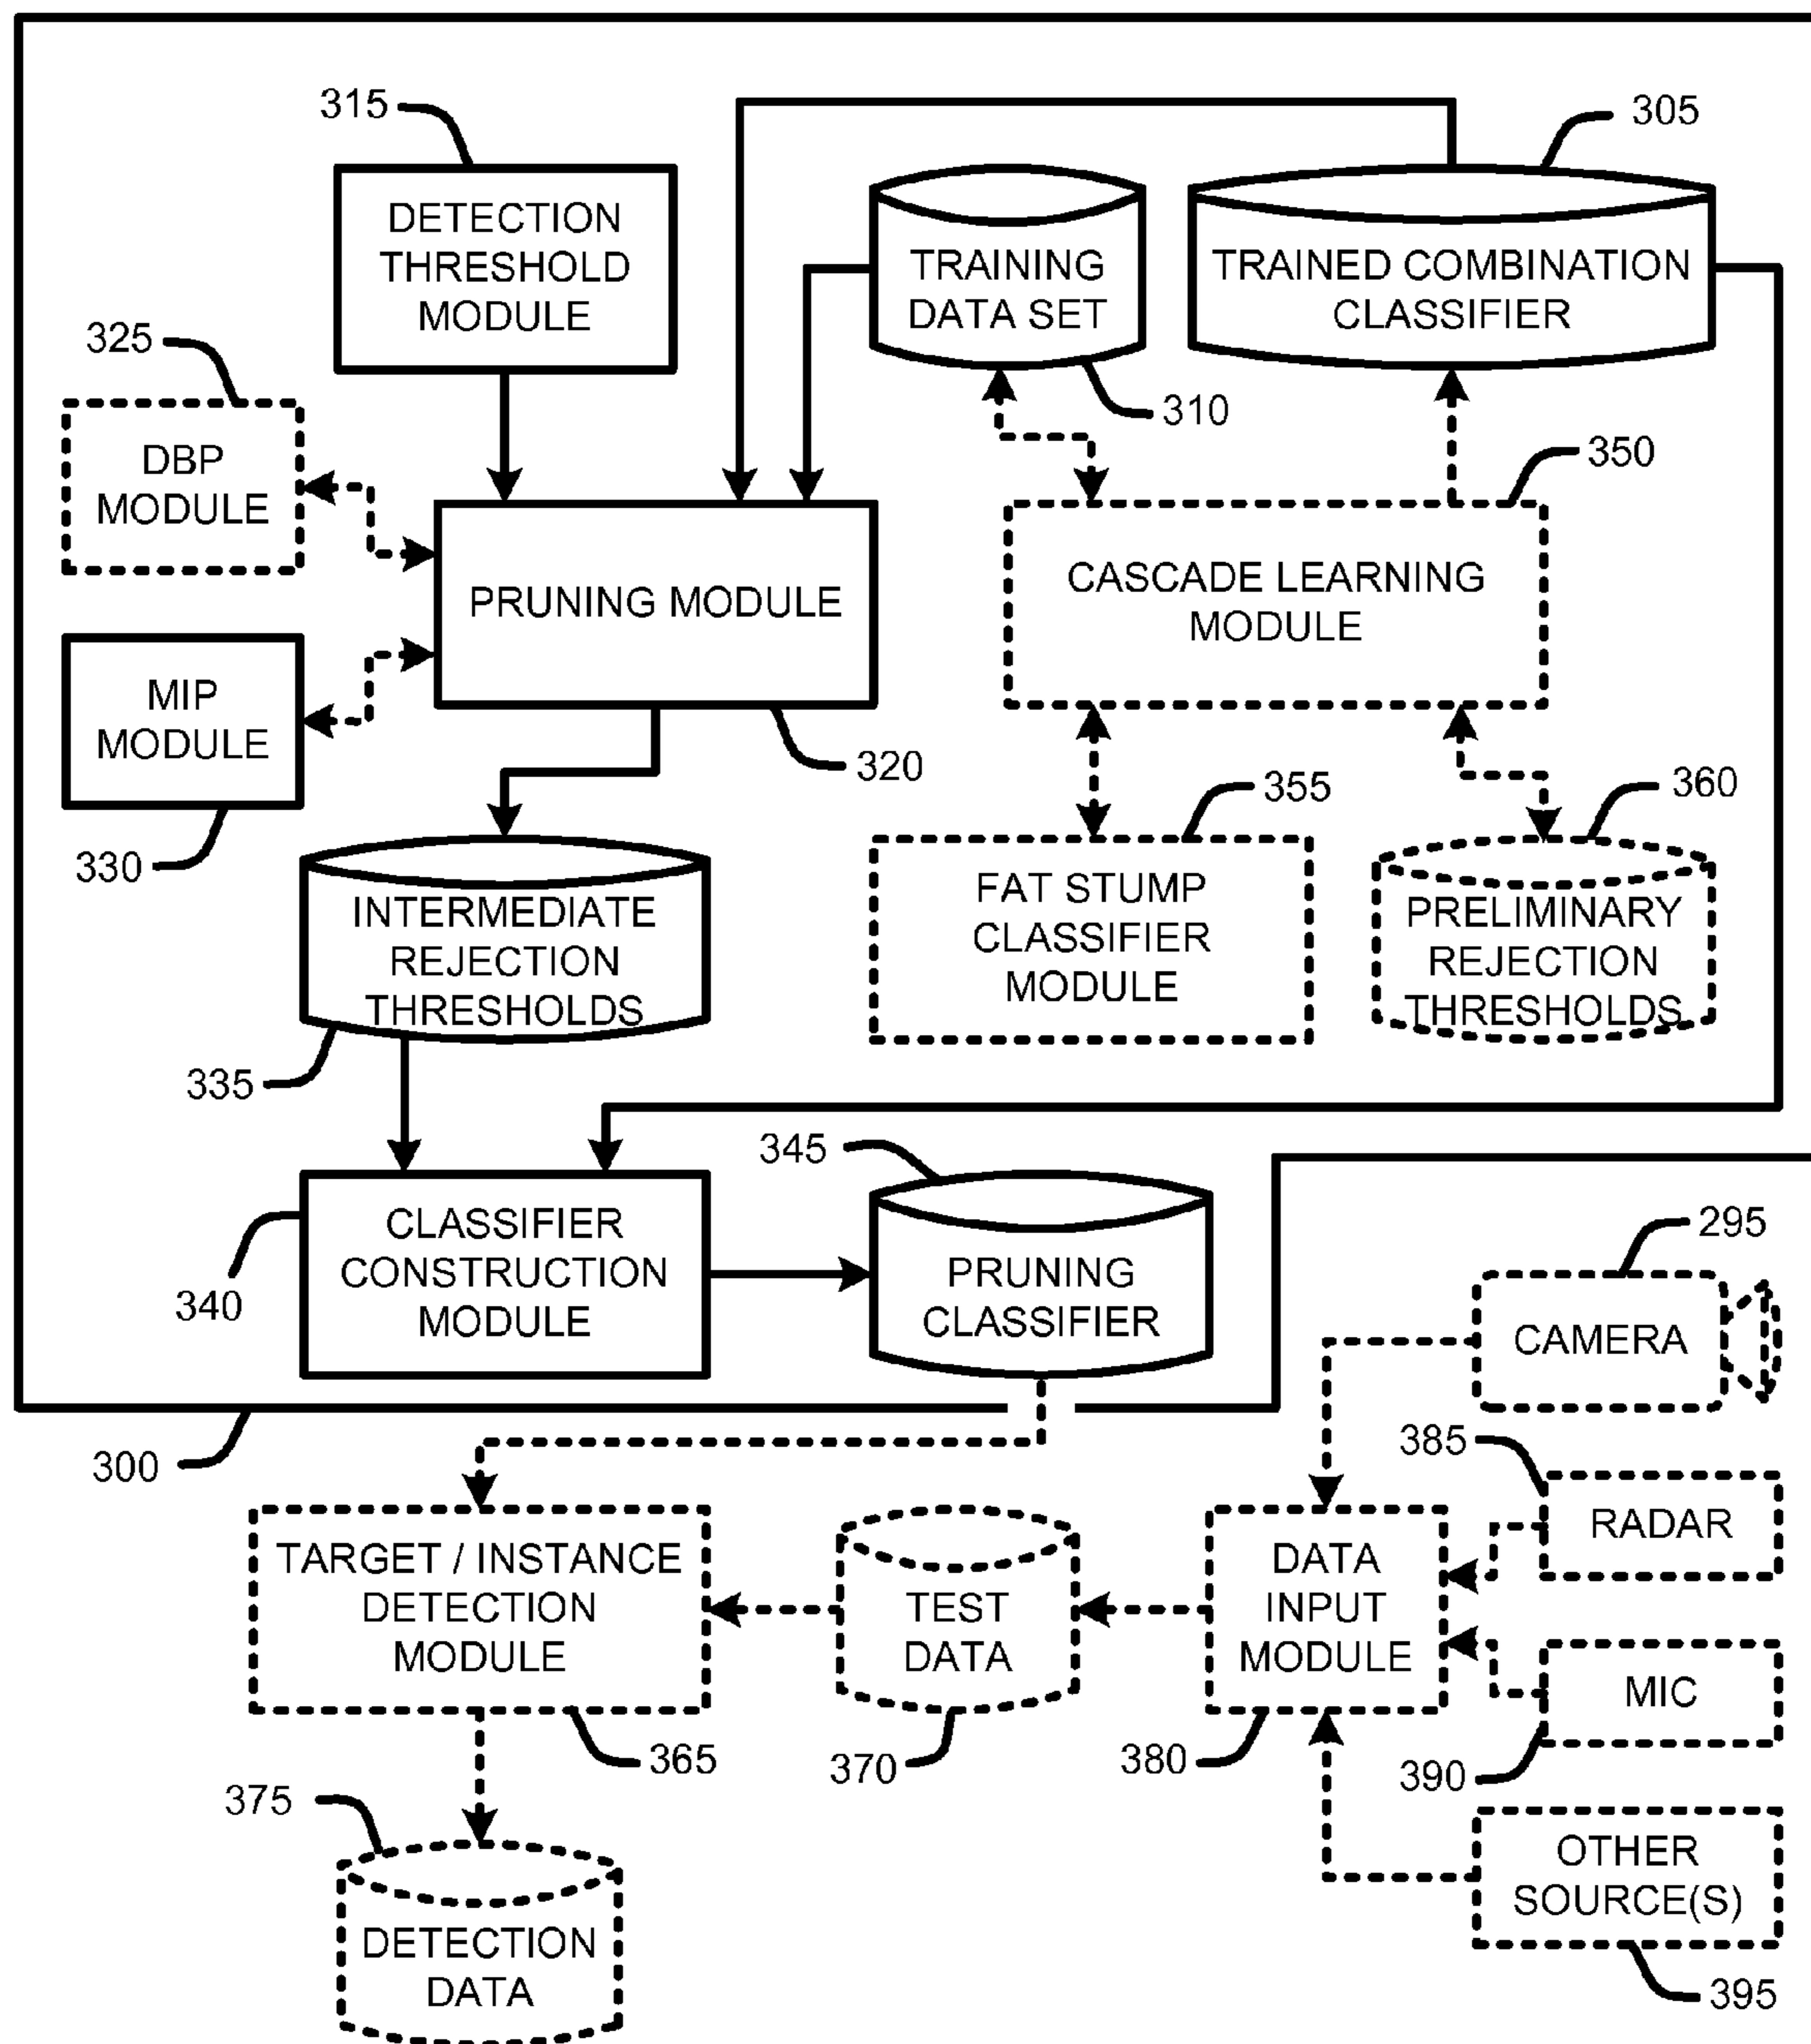 315
305
DETECTION
THRESHOLD
MODULE
TRAINING
DATA SET
TRAINED COMBINATION
CLASSIFIER
325
310
DBP
MODULE
350
PRUNING MODULE
CASCADE LEARNING
MODULE
MIP
MODULE
320
330
355
360
INTERMEDIATE
REJECTION
THRESHOLDS
FAT STUMP
CLASSIFIER
MODULE
PRELIMINARY
REJECTION
THRESHOLDS
335
345
CLASSIFIER
CONSTRUCTION
MODULE
340
PRUNING
CLASSIFIER
295
CAMERA
300
385
RADAR
TARGET / INSTANCE
DETECTION
MODULE
TEST
DATA
DATA
INPUT
MODULE
MIC
365
370
380
390
375
OTHER
SOURCE(S)
DETECTION
DATA
395